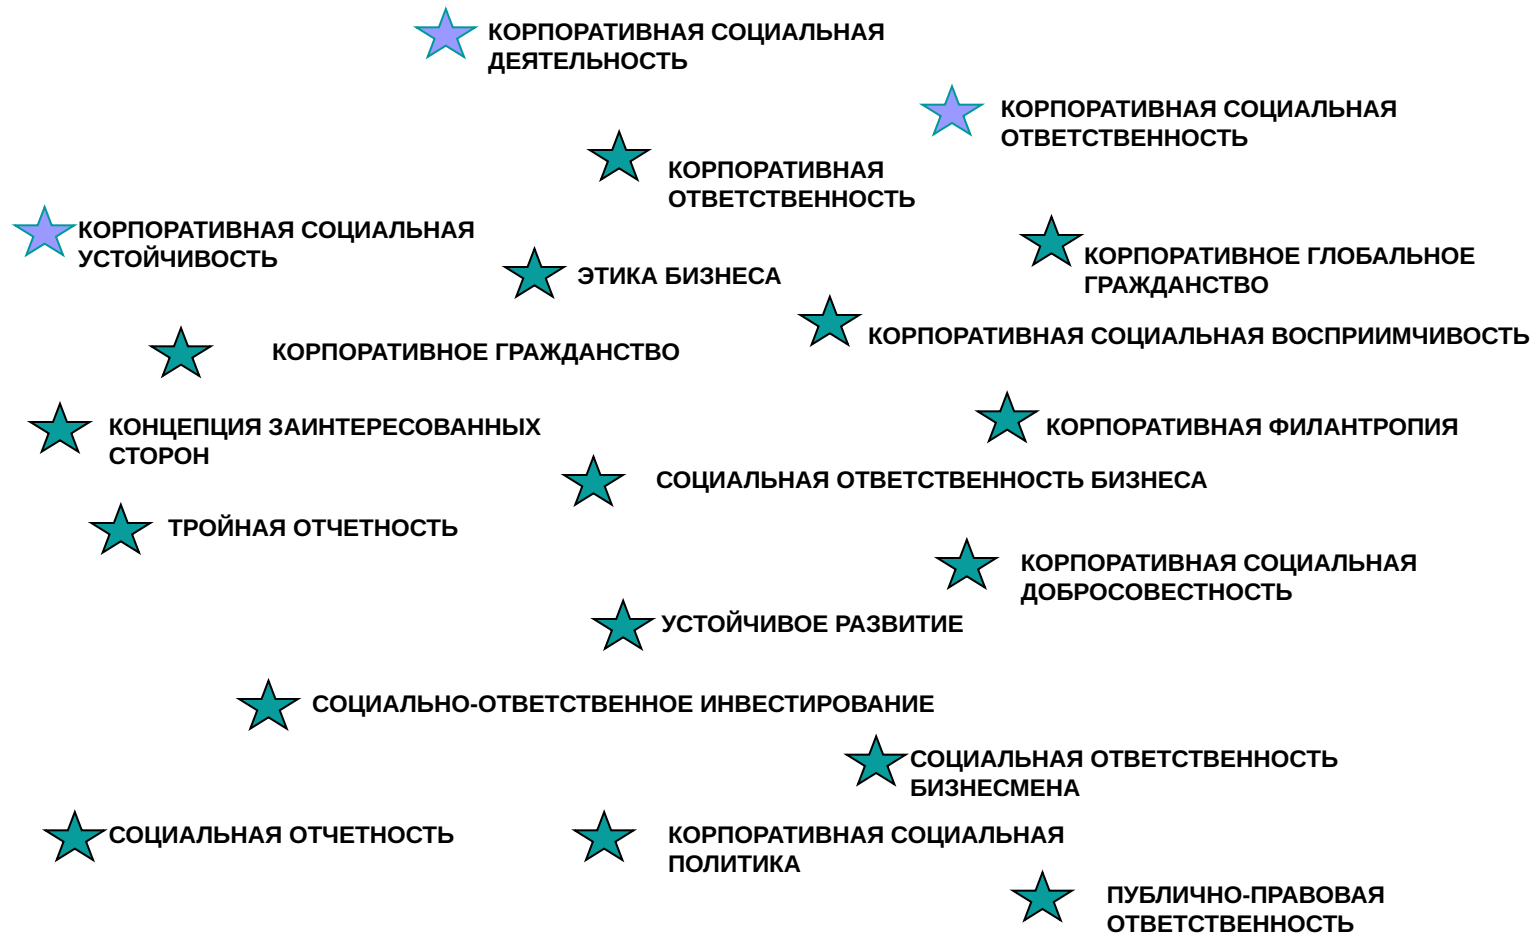 КОРПОРАТИВНАЯ СОЦИАЛЬНАЯ
ДЕЯТЕЛЬНОСТЬ
КОРПОРАТИВНАЯ СОЦИАЛЬНАЯ
ОТВЕТСТВЕННОСТЬ
КОРПОРАТИВНАЯ
ОТВЕТСТВЕННОСТЬ
КОРПОРАТИВНАЯ СОЦИАЛЬНАЯ
УСТОЙЧИВОСТЬ
КОРПОРАТИВНОЕ ГЛОБАЛЬНОЕ
ГРАЖДАНСТВО
ЭТИКА БИЗНЕСА
КОРПОРАТИВНАЯ СОЦИАЛЬНАЯ ВОСПРИИМЧИВОСТЬ
КОРПОРАТИВНОЕ ГРАЖДАНСТВО
КОНЦЕПЦИЯ ЗАИНТЕРЕСОВАННЫХ
СТОРОН
КОРПОРАТИВНАЯ ФИЛАНТРОПИЯ
СОЦИАЛЬНАЯ ОТВЕТСТВЕННОСТЬ БИЗНЕСА
ТРОЙНАЯ ОТЧЕТНОСТЬ
КОРПОРАТИВНАЯ СОЦИАЛЬНАЯ
ДОБРОСОВЕСТНОСТЬ
УСТОЙЧИВОЕ РАЗВИТИЕ
СОЦИАЛЬНО-ОТВЕТСТВЕННОЕ ИНВЕСТИРОВАНИЕ
СОЦИАЛЬНАЯ ОТВЕТСТВЕННОСТЬ
БИЗНЕСМЕНА
СОЦИАЛЬНАЯ ОТЧЕТНОСТЬ
КОРПОРАТИВНАЯ СОЦИАЛЬНАЯ
ПОЛИТИКА
ПУБЛИЧНО-ПРАВОВАЯ
ОТВЕТСТВЕННОСТЬ